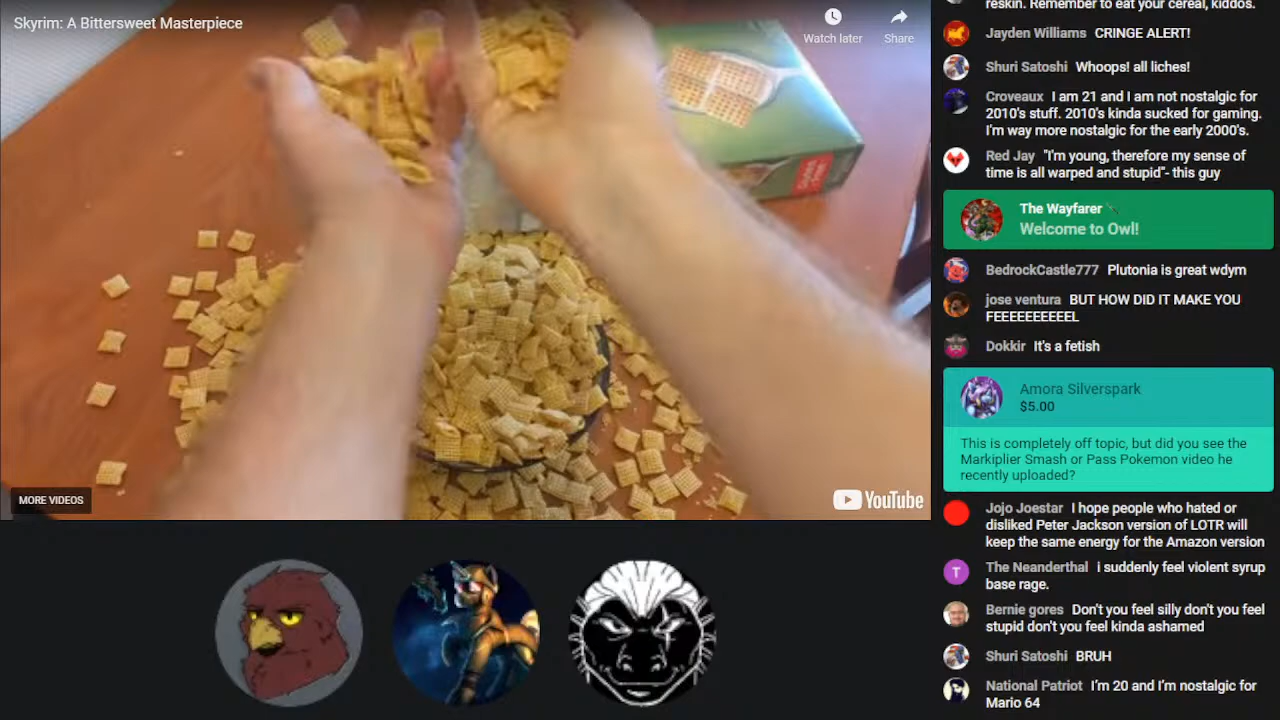 Skyrim: A Bittersweet Masterpiece
Watch later
Share
MORE VIDEOS
YouTube
reskin. Remember to eat your cereal, kiddos.
Jayden Williams CRINGE ALERT!
Shuri Satoshi Whoops! all liches!
Croveaux I am 21 and I am not nostalgic for
2010's stuff. 2010's kinda sucked for gaming.
I'm way more nostalgic for the early 2000's.
Red Jay "I'm young, therefore my sense of
time is all warped and stupid"- this guy
The Wayfarer
Welcome to Owl!
BedrockCastle777 Plutonia is great wdym
jose ventura BUT HOW DID IT MAKE YOU
FEEEEEEEEEEL
Dokkir It's a fetish
Amora Silverspark
$5.00
This is completely off topic, but did you see the
Markiplier Smash or Pass Pokemon video he
recently uploaded?
Jojo Joestar I hope people who hated or
disliked Peter Jackson version of LOTR will
keep the same energy for the Amazon version
T
The Neanderthal i suddenly feel violent syrup
base rage.
Bernie gores Don't you feel silly don't you feel
stupid don't you feel kinda ashamed
Shuri Satoshi BRUH
National Patriot I'm 20 and I'm nostalgic for
Mario 64